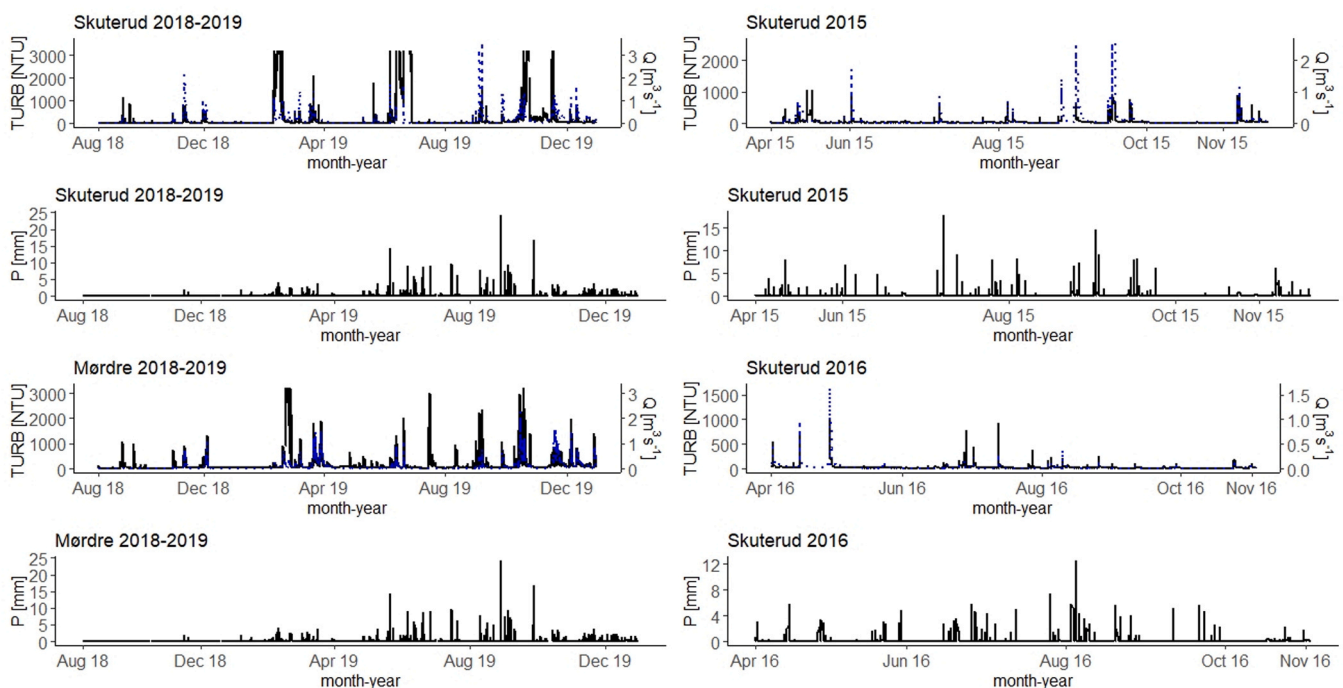 Skuterud 2018-2019
TURB [NTU]
3000
2000
1000
0
Q [m³s⁻¹]
3
2
1
0
Aug 18 Dec 18 Apr 19 Aug 19 Dec 19
month-year
Skuterud 2015
TURB [NTU]
2000
1000
0
Q [m³s⁻¹]
2
1
0
Apr 15 Jun 15 Aug 15 Oct 15 Nov 15
month-year
Skuterud 2018-2019
P [mm]
25
20
15
10
5
0
Aug 18 Dec 18 Apr 19 Aug 19 Dec 19
month-year
Skuterud 2015
P [mm]
15
10
5
0
Apr 15 Jun 15 Aug 15 Oct 15 Nov 15
month-year
Mørdre 2018-2019
TURB [NTU]
3000
2000
1000
0
Q [m³s⁻¹]
3
2
1
0
Aug 18 Dec 18 Apr 19 Aug 19 Dec 19
month-year
Skuterud 2016
TURB [NTU]
1500
1000
500
0
Q [m³s⁻¹]
1.5
1.0
0.5
0.0
Apr 16 Jun 16 Aug 16 Oct 16 Nov 16
month-year
Mørdre 2018-2019
P [mm]
25
20
15
10
5
0
Aug 18 Dec 18 Apr 19 Aug 19 Dec 19
month-year
Skuterud 2016
P [mm]
12
8
4
0
Apr 16 Jun 16 Aug 16 Oct 16 Nov 16
month-year